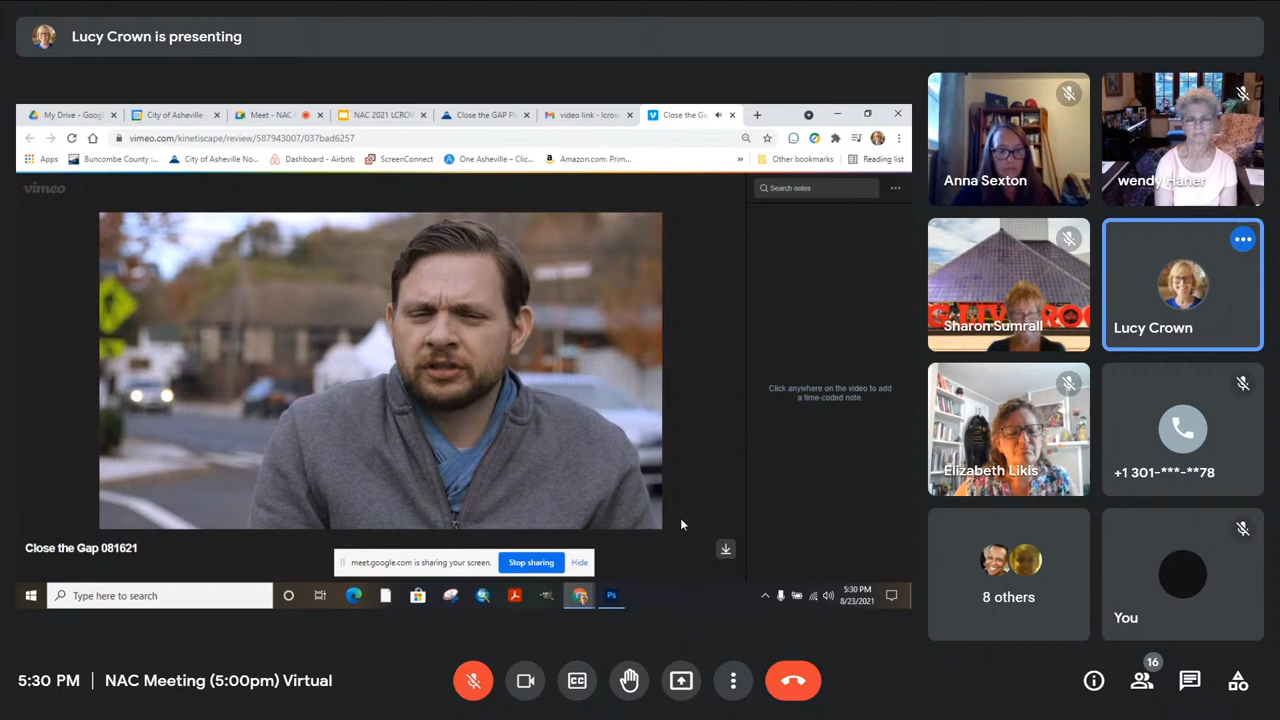 Lucy Crown is presenting
My Drive - Goog
City of Asheville
Meet - NAC
NAC 2021 LCROW
Close the GAP Pl
video link - lcrow
Close the Ga
vimeo.com/kinetiscape/review/587943007/037bad6257
Apps
Buncombe County :...
City of Asheville No...
Dashboard - Airbnb
ScreenConnect
One Asheville – Clic...
Amazon.com: Prim...
»
Other bookmarks
Reading list
vimeo
Search notes
Click anywhere on the video to add
a time-coded note.
Close the Gap 081621
meet.google.com is sharing your screen.
Stop sharing
Hide
Type here to search
Ps
5:30 PM
8/23/2021
Anna Sexton
wendy Haner
Sharon Sumrall
Lucy Crown
Elizabeth Likis
+1 301-***-**78
8 others
You
5:30 PM | NAC Meeting (5:00pm) Virtual
CC
16